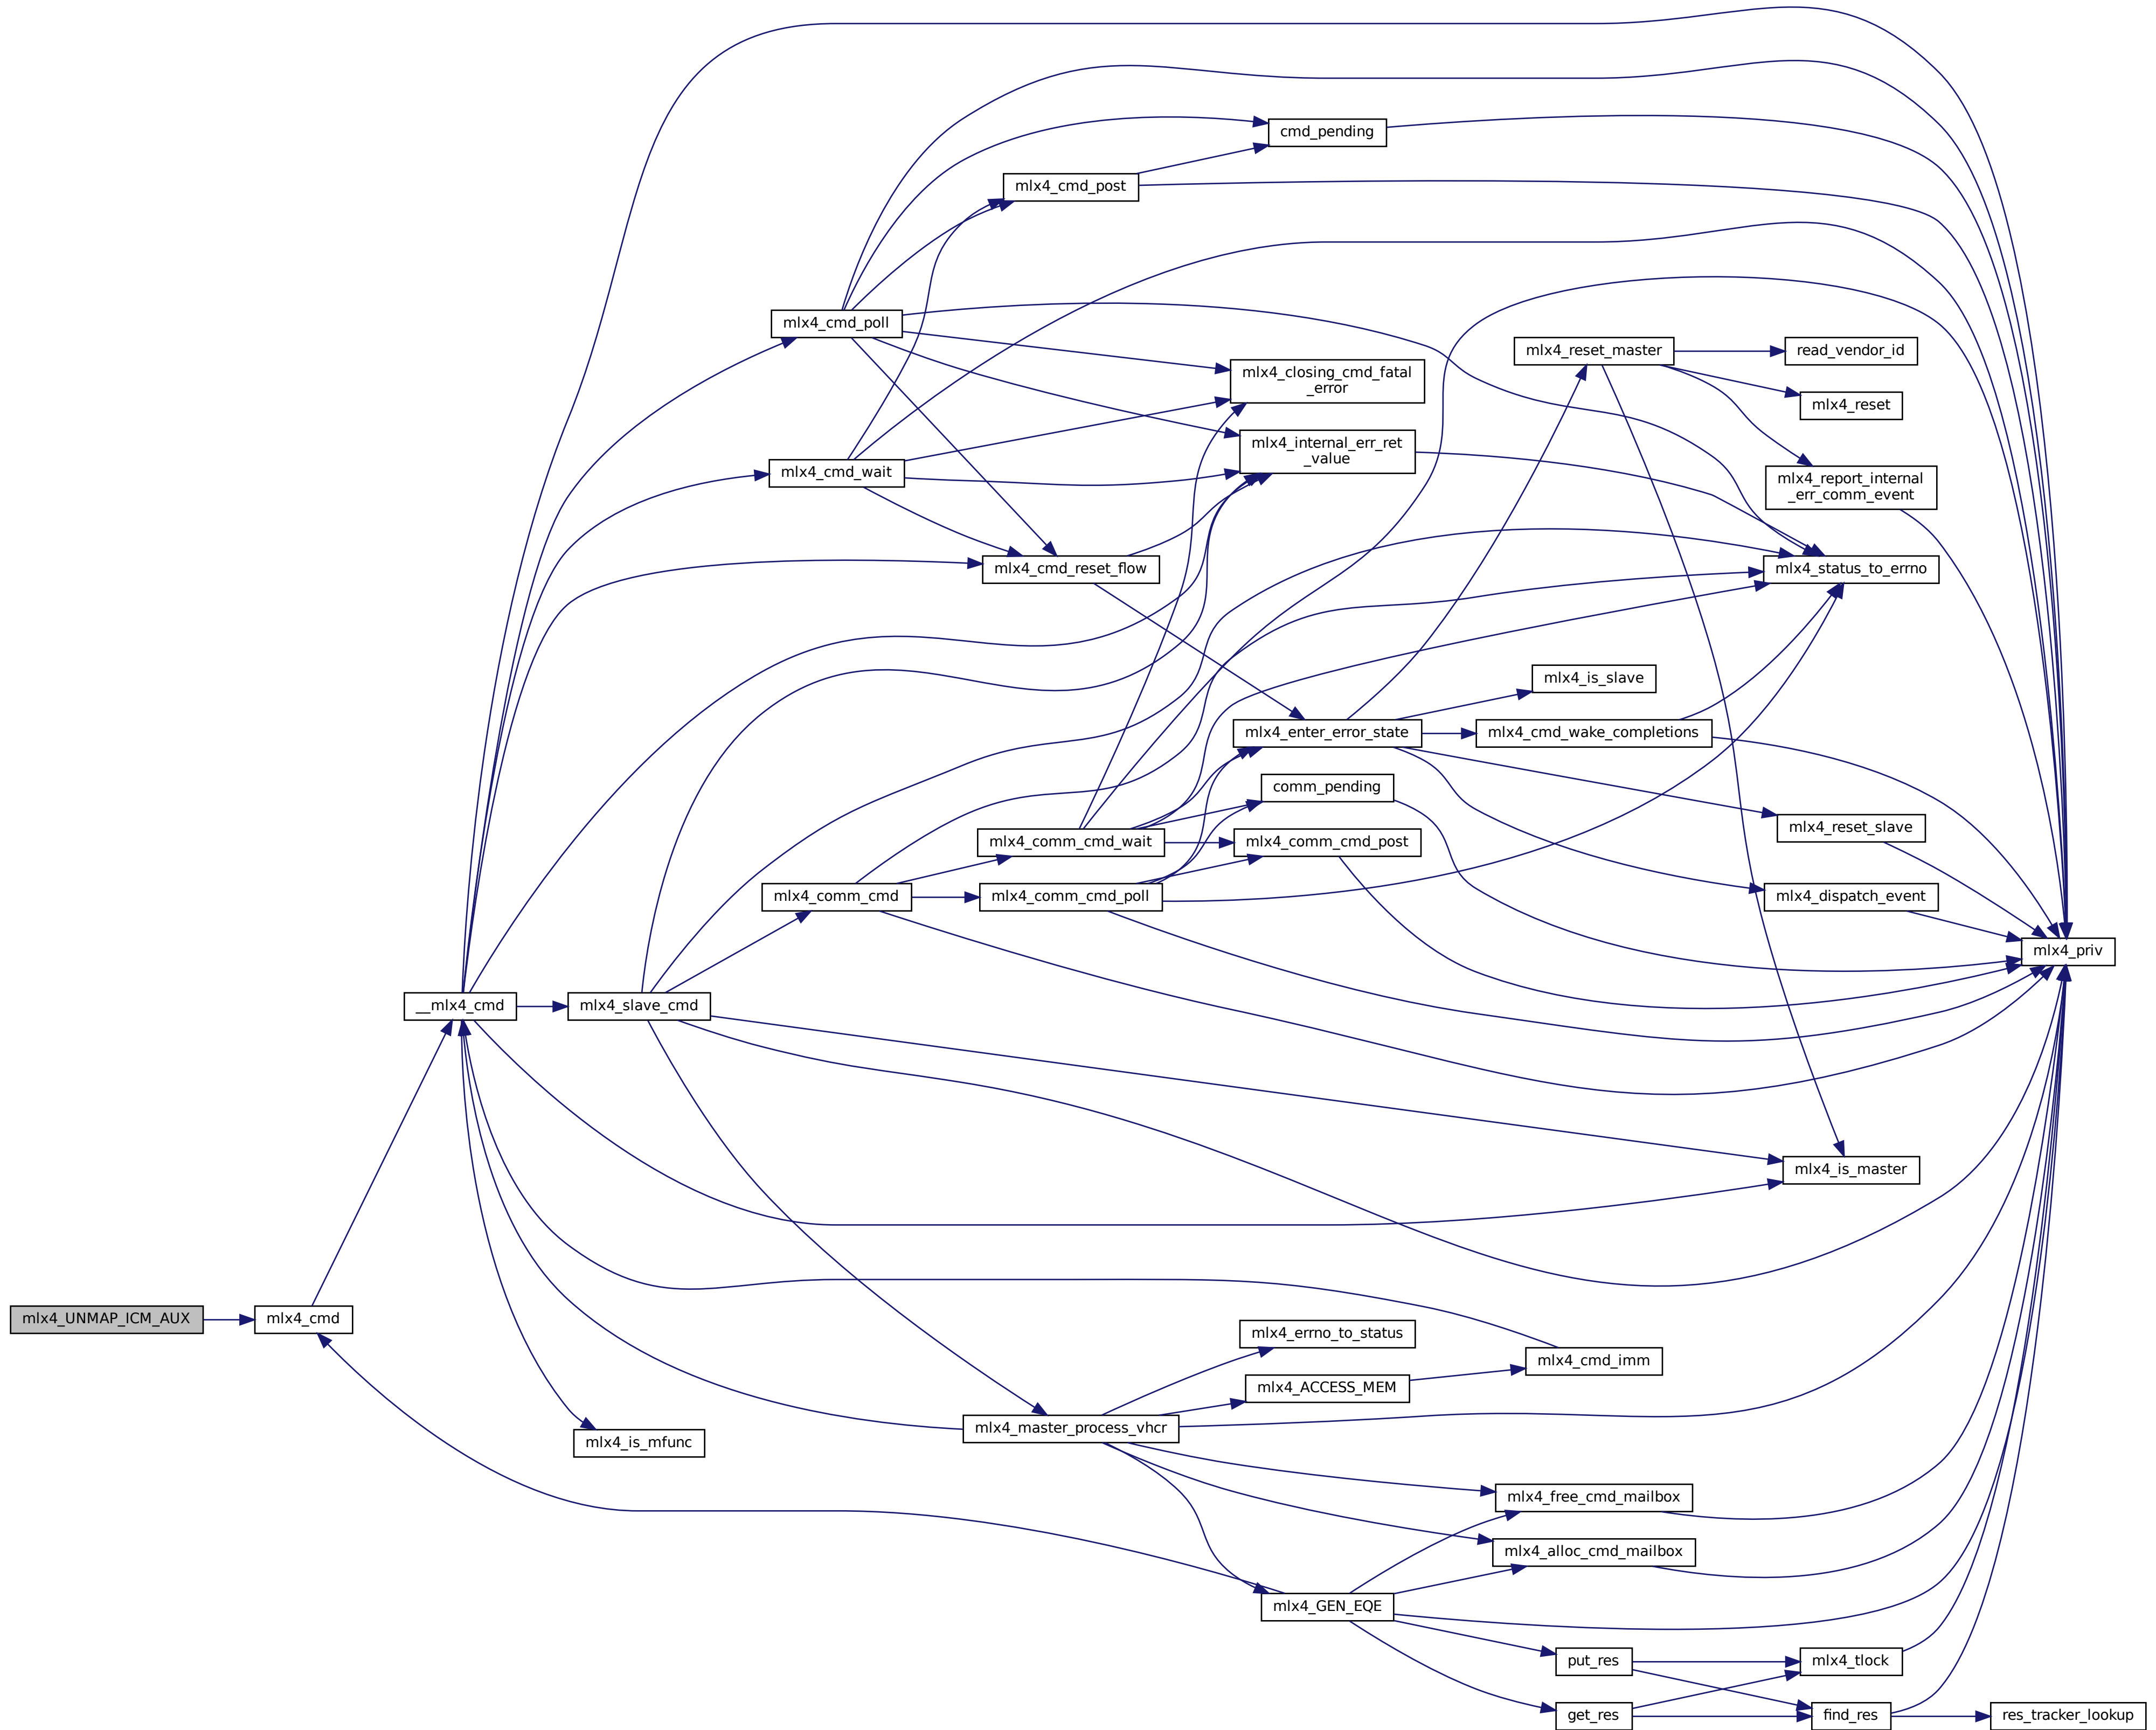 cmd_pending
mlx4_cmd_post
mlx4_cmd_poll
mlx4_reset_master
read_vendor_id
mlx4_closing_cmd_fatal
_error
mlx4_reset
mlx4_internal_err_ret
_value
mlx4_cmd_wait
mlx4_report_internal
_err_comm_event
mlx4_cmd_reset_flow
mlx4_status_to_errno
mlx4_is_slave
mlx4_enter_error_state
mlx4_cmd_wake_completions
comm_pending
mlx4_reset_slave
mlx4_comm_cmd_wait
mlx4_comm_cmd_post
mlx4_comm_cmd
mlx4_comm_cmd_poll
mlx4_dispatch_event
mlx4_priv
__mlx4_cmd
mlx4_slave_cmd
mlx4_is_master
mlx4_UNMAP_ICM_AUX
mlx4_cmd
mlx4_errno_to_status
mlx4_cmd_imm
mlx4_ACCESS_MEM
mlx4_master_process_vhcr
mlx4_is_mfunc
mlx4_free_cmd_mailbox
mlx4_alloc_cmd_mailbox
mlx4_GEN_EQE
put_res
mlx4_tlock
get_res
find_res
res_tracker_lookup